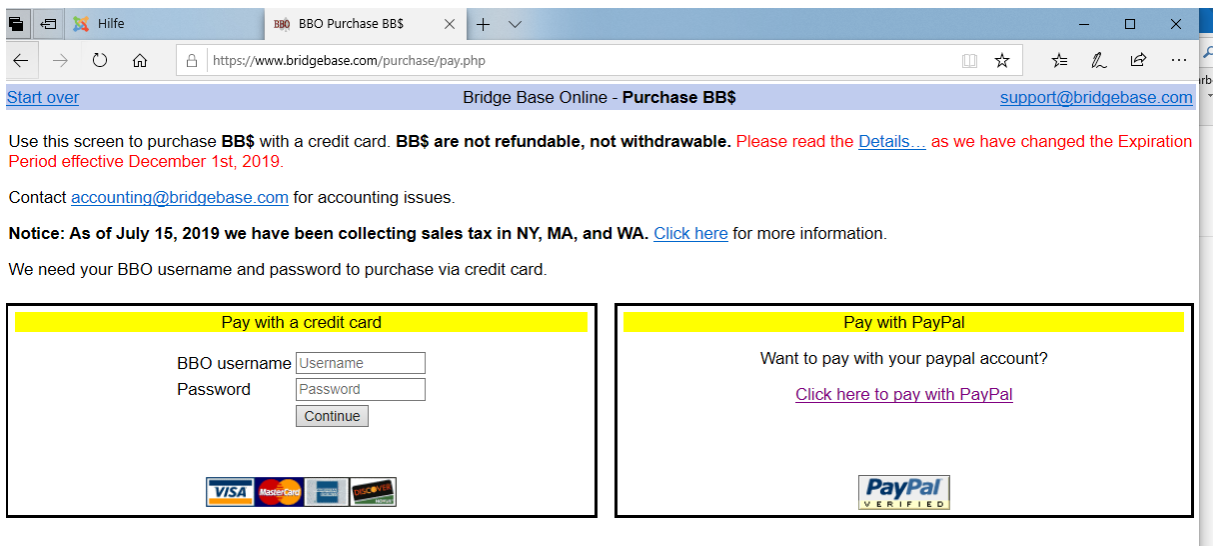 Hilfe
BBO BBO Purchase BB$
https://www.bridgebase.com/purchase/pay.php
Start over
Bridge Base Online - Purchase BB$
support@bridgebase.com
Use this screen to purchase BB$ with a credit card. BB$ are not refundable, not withdrawable. Please read the Details... as we have changed the Expiration
Period effective December 1st, 2019.
Contact accounting@bridgebase.com for accounting issues.
Notice: As of July 15, 2019 we have been collecting sales tax in NY, MA, and WA. Click here for more information.
We need your BBO username and password to purchase via credit card.
Pay with a credit card
BBO username Username
Password Password
Continue
VISA MasterCard DISCOVER
Pay with PayPal
Want to pay with your paypal account?
Click here to pay with PayPal
PayPal
VERIFIED